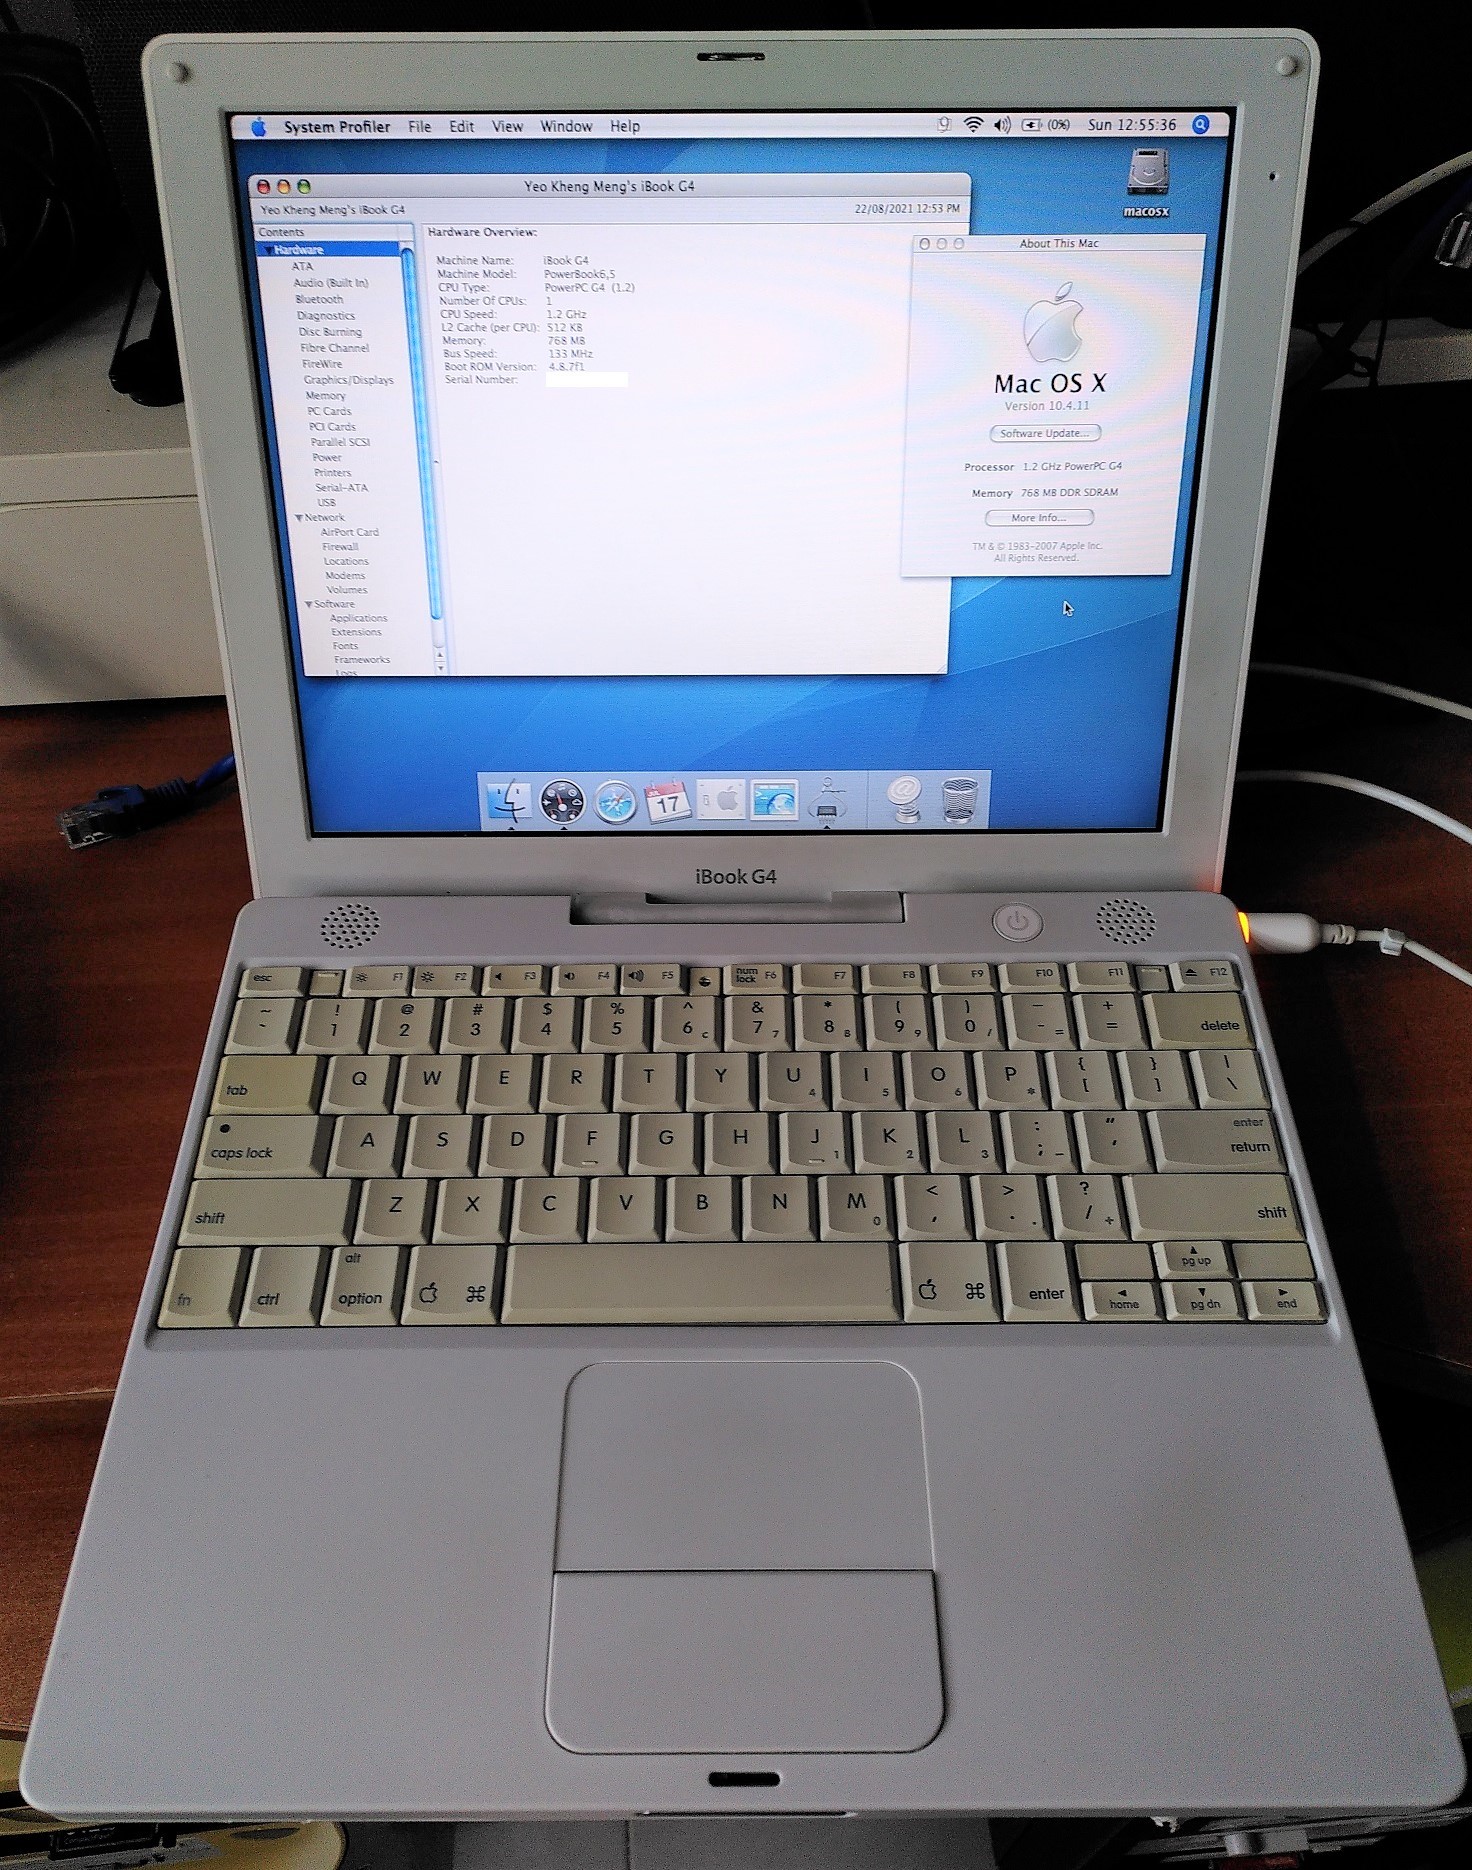 System Profiler File Edit View Window Help (0%) Sun 12:55:36
Yeo Kheng Meng's iBook G4
Yeo Kheng Meng's iBook G4 22/08/2021 12:53 PM
Contents
Hardware
ATA
Audio (Built In)
Bluetooth
Diagnostics
Disc Burning
Fibre Channel
FireWire
Graphics/Displays
Memory
PC Cards
PCI Cards
Parallel SCSI
Power
Printers
Serial-ATA
USB
Network
AirPort Card
Firewall
Locations
Modems
Volumes
Software
Applications
Extensions
Fonts
Frameworks
Logs
Hardware Overview:
Machine Name: iBook G4
Machine Model: PowerBook6,5
CPU Type: PowerPC G4 (1.2)
Number Of CPUs: 1
CPU Speed: 1.2 GHz
L2 Cache (per CPU): 512 KB
Memory: 768 MB
Bus Speed: 133 MHz
Boot ROM Version: 4.8.7f1
Serial Number:
macosx
About This Mac
Mac OS X
Version 10.4.11
Software Update...
Processor 1.2 GHz PowerPC G4
Memory 768 MB DDR SDRAM
More Info...
TM & © 1983-2007 Apple Inc.
All Rights Reserved.
JUL
17
@
iBook G4
esc F1 F2 F3 F4 F5 num lock F6 F7 F8 F9 F10 F11 F12
~ ` ! 1 @ 2 # 3 $ 4 % 5 ^ 6 c & 7 7 * 8 8 ( 9 9 ) 0 / – - = + = delete
tab Q W E R T Y U 4 I 5 O 6 P * { [ } ] | \
caps lock A S D F G H J 1 K 2 L 3 : ; – " ' enter return
shift Z X C V B N M 0 < , > . . ? / + shift
fn ctrl alt option ⌘ ⌘ enter ◀ home ▲ pg up ▼ pg dn ▶ end